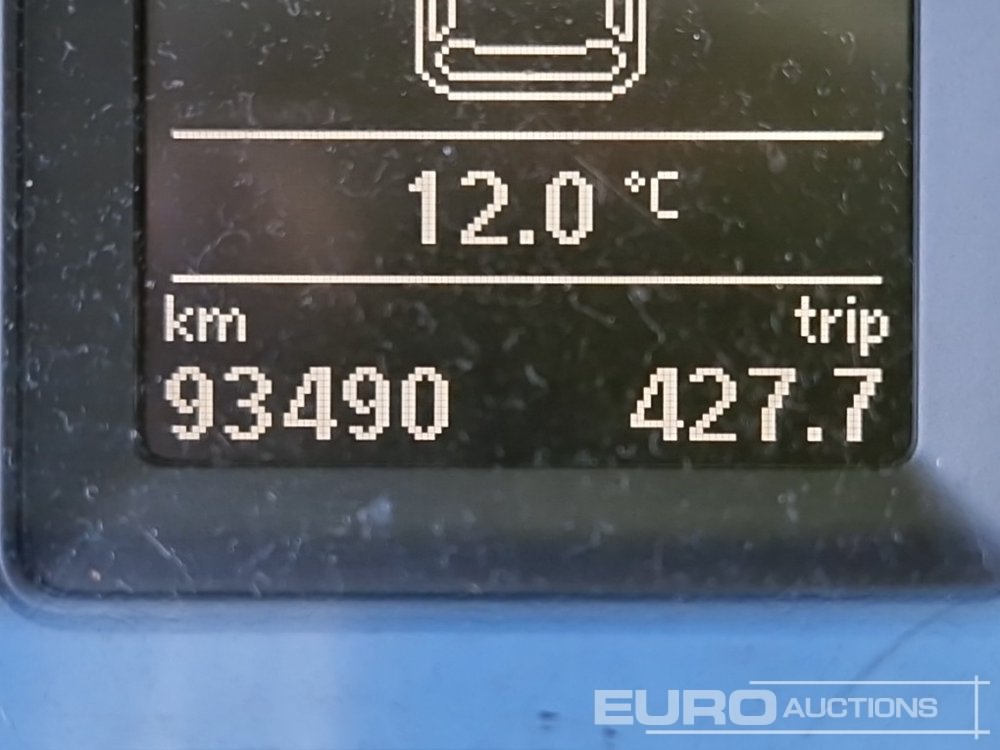 12.0 °C
km trip
93490 427.7
EURO AUCTIONS